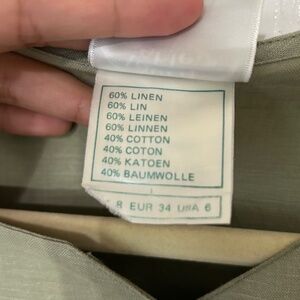 60% LINEN
60% LIN
60% LEINEN
60% LINNEN
40% COTTON
40% COTON
40% KATOEN
40% BAUMWOLLE
8 EUR 34 USA 6